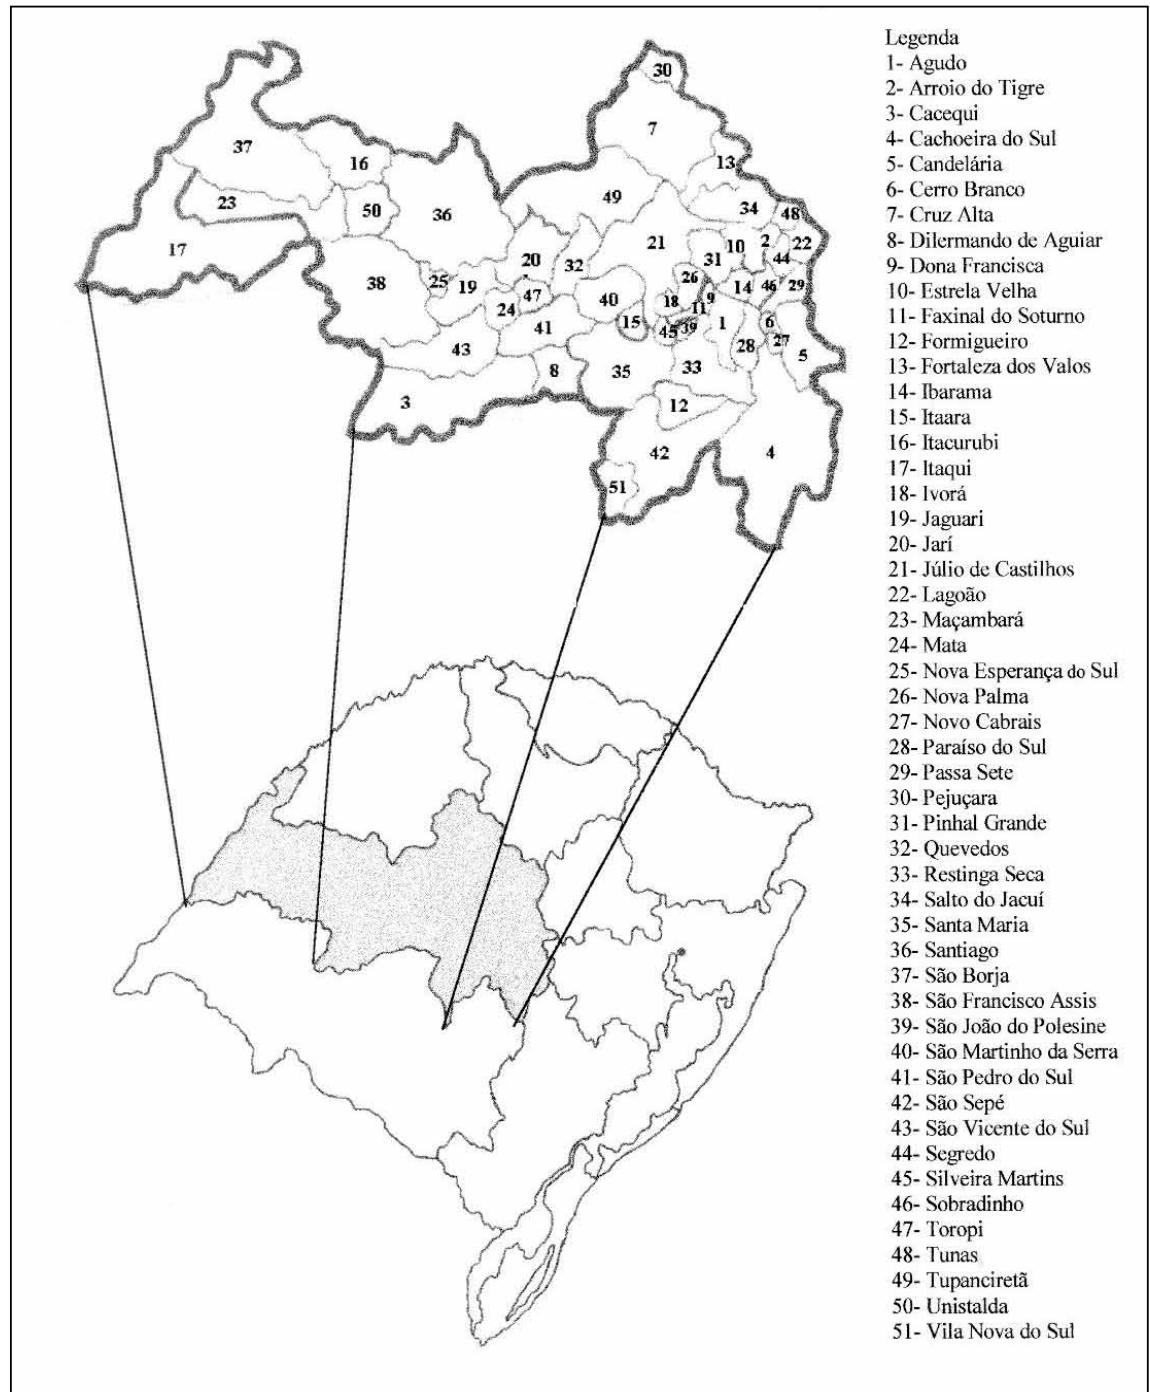 Legenda
1- Agudo
2- Arroio do Tigre
3- Cacequi
4- Cachoeira do Sul
5- Candelária
6- Cerro Branco
7- Cruz Alta
8- Dilermando de Aguiar
9- Dona Francisca
10- Estrela Velha
11- Faxinal do Soturno
12- Formigueiro
13- Fortaleza dos Valos
14- Ibarama
15- Itaara
16- Itacurubi
17- Itaqui
18- Ivorá
19- Jaguari
20- Jarí
21- Júlio de Castilhos
22- Lagoão
23- Maçambará
24- Mata
25- Nova Esperança do Sul
26- Nova Palma
27- Novo Cabrais
28- Paraíso do Sul
29- Passa Sete
30- Pejuçara
31- Pinhal Grande
32- Quevedos
33- Restinga Seca
34- Salto do Jacuí
35- Santa Maria
36- Santiago
37- São Borja
38- São Francisco Assis
39- São João do Polesine
40- São Martinho da Serra
41- São Pedro do Sul
42- São Sepé
43- São Vicente do Sul
44- Segredo
45- Silveira Martins
46- Sobradinho
47- Toropi
48- Tunas
49- Tupanciretã
50- Unistalda
51- Vila Nova do Sul
30
7
37
16
13
49
23
50
36
34
48
21
10
2
22
17
31
44
20
32
26
38
25
19
14
46
29
47
40
18
9
24
11
15
6
41
45
39
1
27
43
28
5
8
35
33
3
12
42
4
51